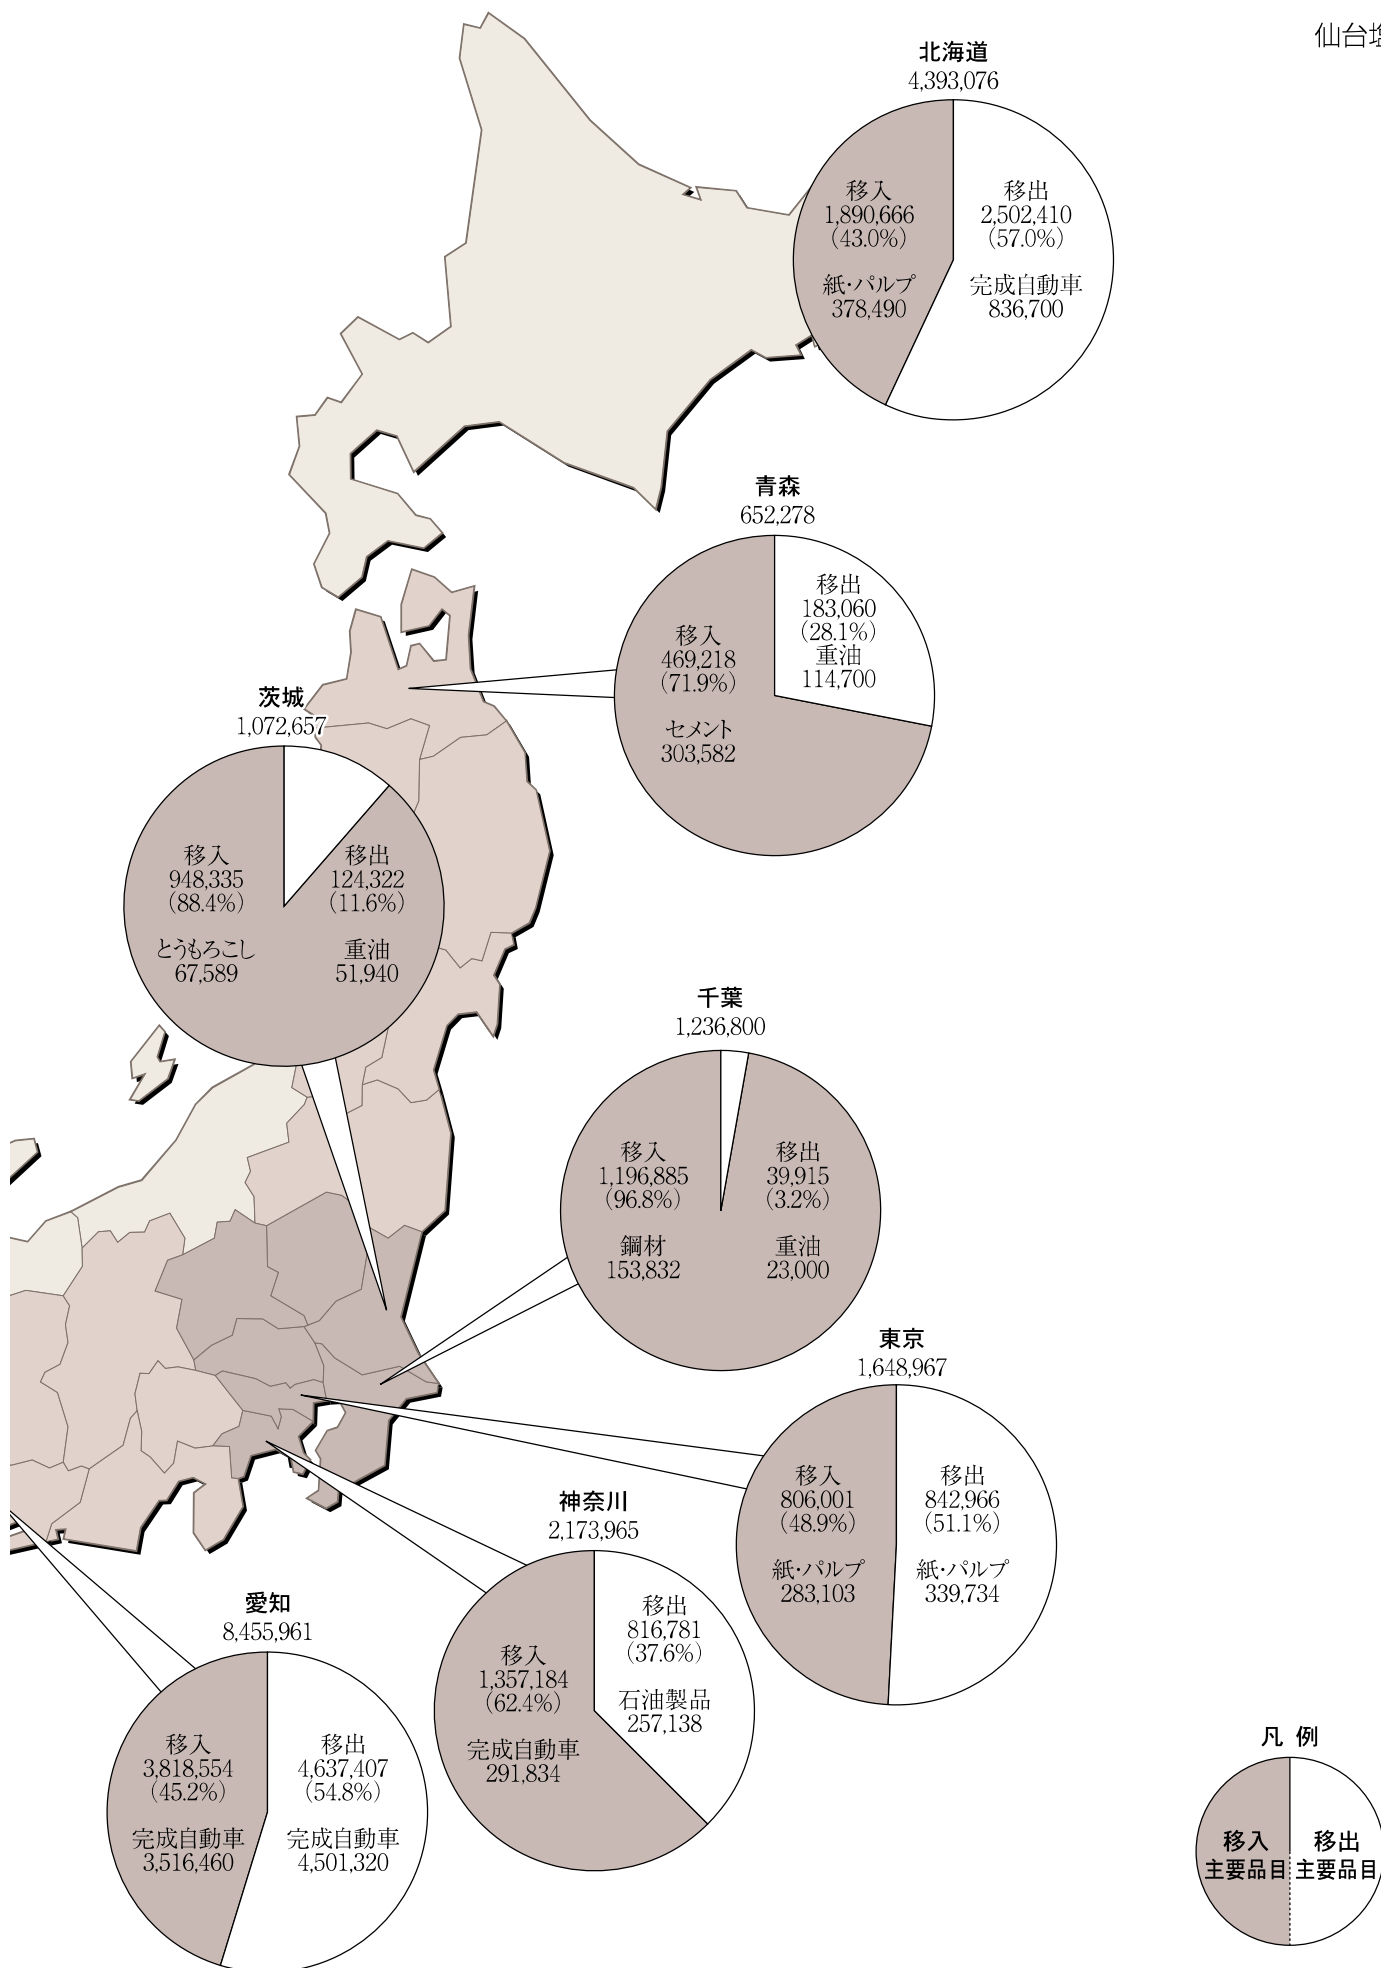 仙台塩
北海道
4,393,076
移入
1,890,666
（43.0%）
紙・パルプ
378,490
移出
2,502,410
（57.0%）
完成自動車
836,700
青森
652,278
移出
183,060
（28.1%）
重油
114,700
移入
469,218
（71.9%）
セメント
303,582
茨城
1,072,657
移入
948,335
（88.4%）
とうもろこし
67,589
移出
124,322
（11.6%）
重油
51,940
千葉
1,236,800
移入
1,196,885
（96.8%）
鋼材
153,832
移出
39,915
（3.2%）
重油
23,000
東京
1,648,967
移入
806,001
（48.9%）
紙・パルプ
283,103
移出
842,966
（51.1%）
紙・パルプ
339,734
神奈川
2,173,965
移入
1,357,184
（62.4%）
完成自動車
291,834
移出
816,781
（37.6%）
石油製品
257,138
愛知
8,455,961
移入
3,818,554
（45.2%）
完成自動車
3,516,460
移出
4,637,407
（54.8%）
完成自動車
4,501,320
凡 例
移入
主要品目
移出
主要品目